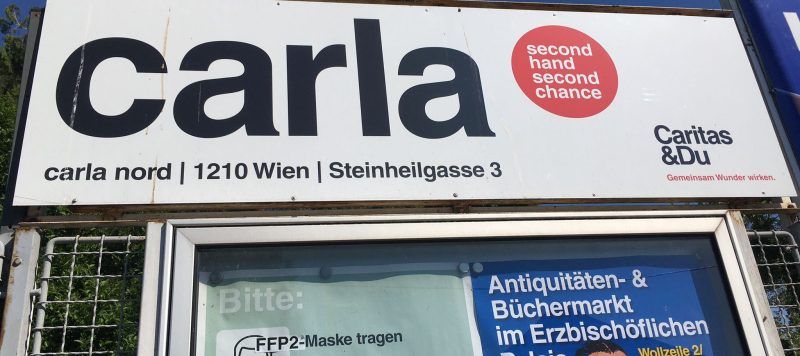 carla
second
hand
second
chance
Caritas
&Du
Gemeinsam Wunder wirken.
carla nord | 1210 Wien | Steinheilgasse 3
Bitte:
FFP2-Maske tragen
Antiquitäten- &
Büchermarkt
im Erzbischöflichen
Wollzeile 2/